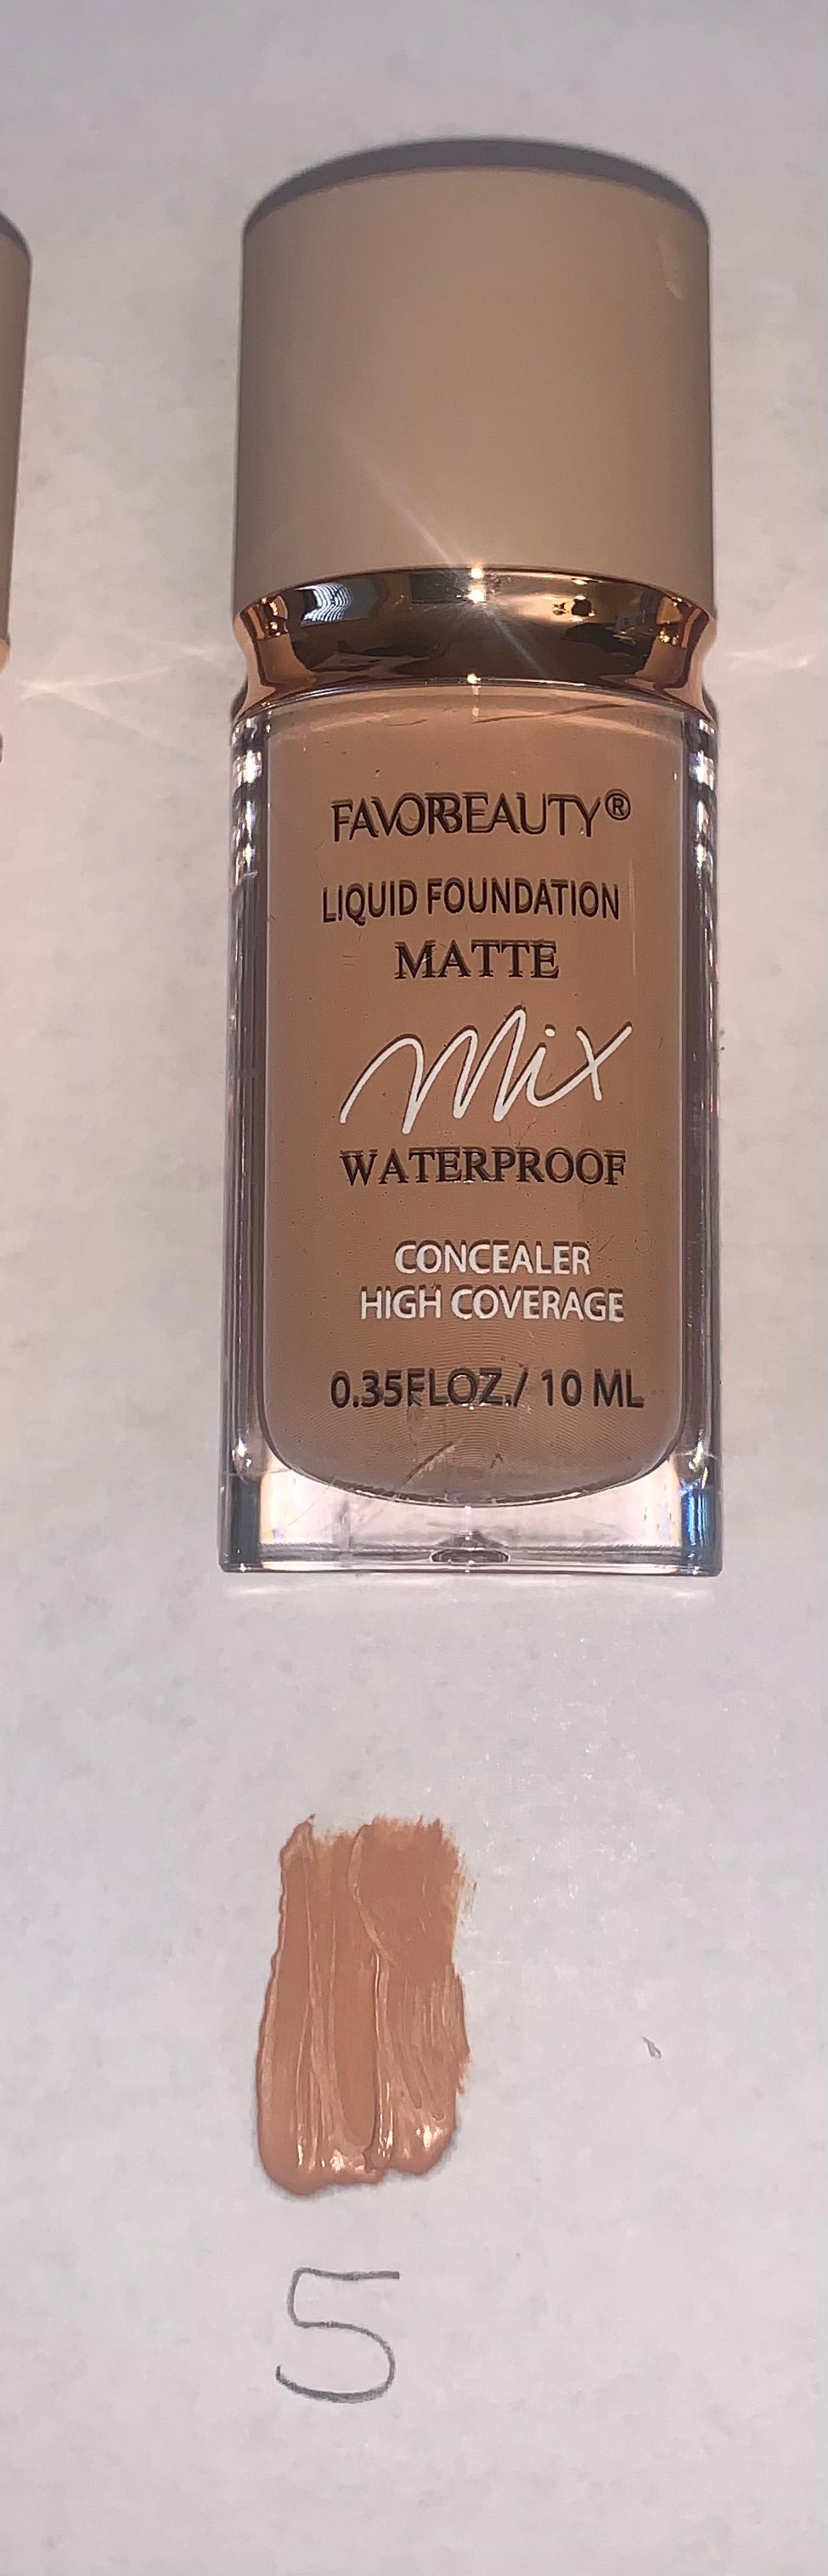 FAVORBEAUTY®
LIQUID FOUNDATION
MATTE
Mix
WATERPROOF
CONCEALER
HIGH COVERAGE
0.35FLOZ./ 10 ML
5